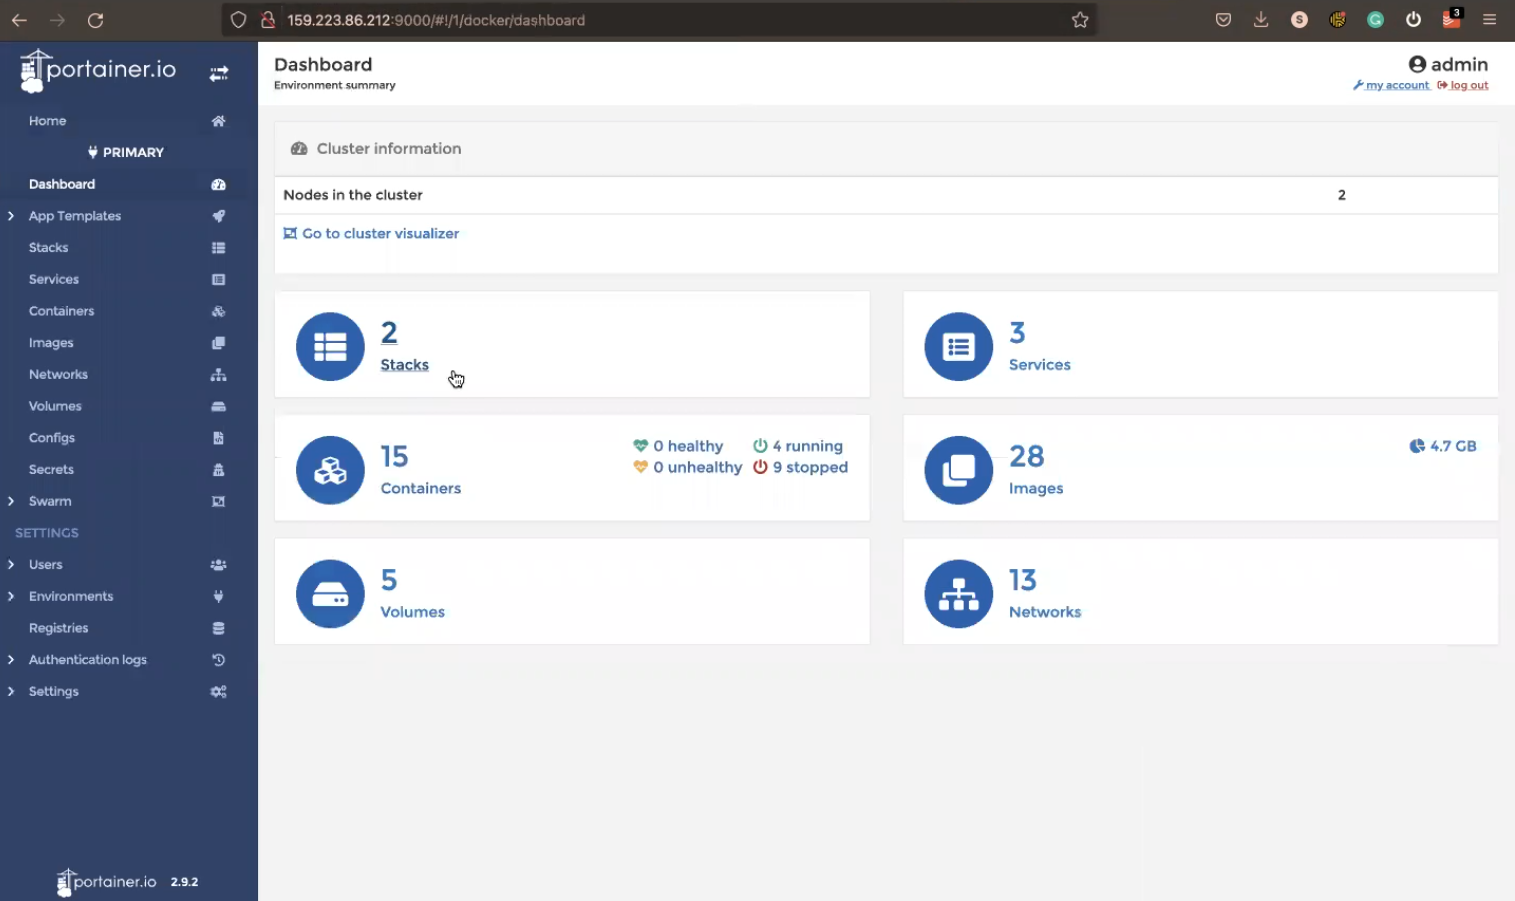 159.223.86.212:9000/#!/1/docker/dashboard
S
G
3
portainer.io
Home
PRIMARY
Dashboard
App Templates
Stacks
Services
Containers
Images
Networks
Volumes
Configs
Secrets
Swarm
SETTINGS
Users
Environments
Registries
Authentication logs
Settings
portainer.io 2.9.2
Dashboard
Environment summary
admin
my account log out
Cluster information
Nodes in the cluster 2
Go to cluster visualizer
2
Stacks
3
Services
15
Containers
0 healthy 4 running
0 unhealthy 9 stopped
28
Images
4.7 GB
5
Volumes
13
Networks